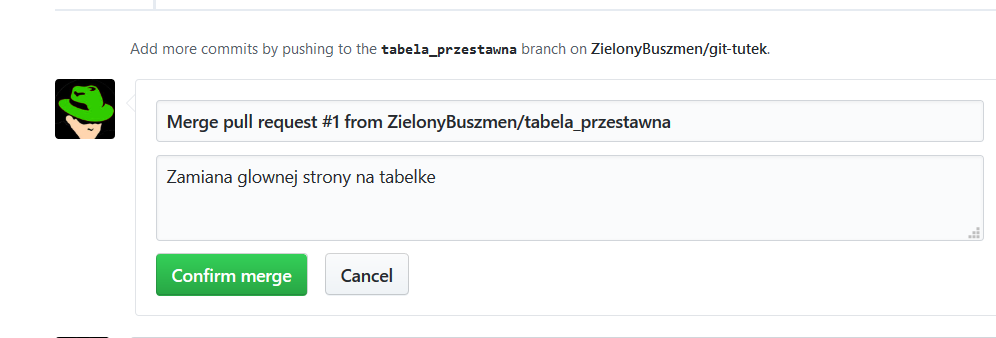 Add more commits by pushing to the tabela_przestawna branch on ZielonyBuszmen/git-tutek.
Merge pull request #1 from ZielonyBuszmen/tabela_przestawna
Zamiana glownej strony na tabelke
Confirm merge Cancel